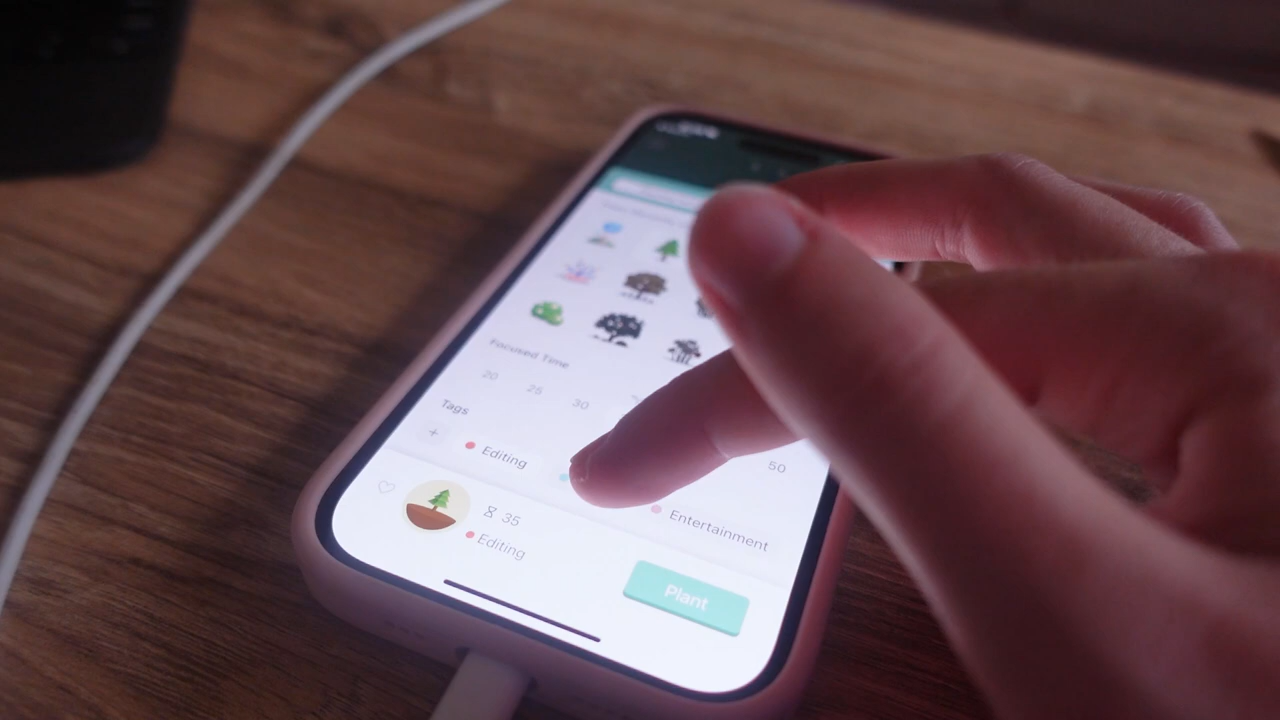 Focused Time
20 25 30
50
Tags
+ Editing
Entertainment
35
Editing
Plant